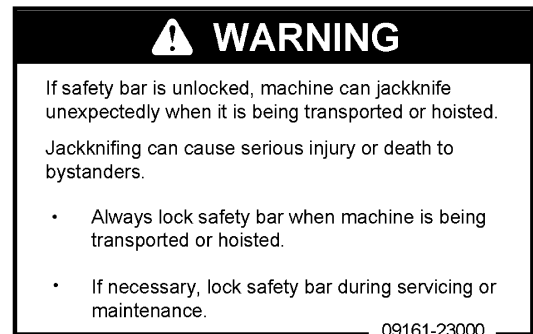 WARNING
If safety bar is unlocked, machine can jackknife
unexpectedly when it is being transported or hoisted.
Jackknifing can cause serious injury or death to
bystanders.
· Always lock safety bar when machine is being
transported or hoisted.
· If necessary, lock safety bar during servicing or
maintenance.
09161-23000